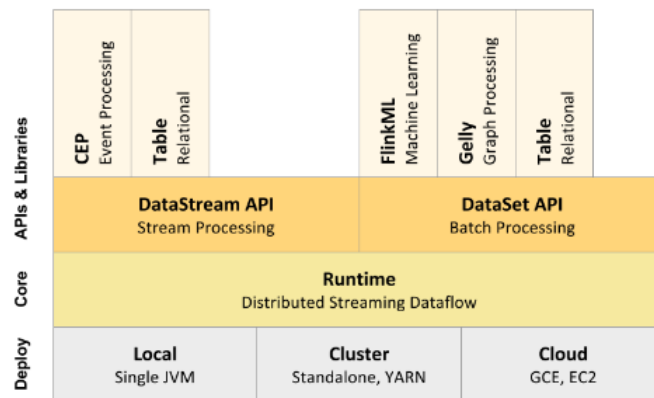 APIs & Libraries
CEP
Event Processing
Table
Relational
FlinkML
Machine Learning
Gelly
Graph Processing
Table
Relational
DataStream API
Stream Processing
DataSet API
Batch Processing
Core
Runtime
Distributed Streaming Dataflow
Deploy
Local
Single JVM
Cluster
Standalone, YARN
Cloud
GCE, EC2